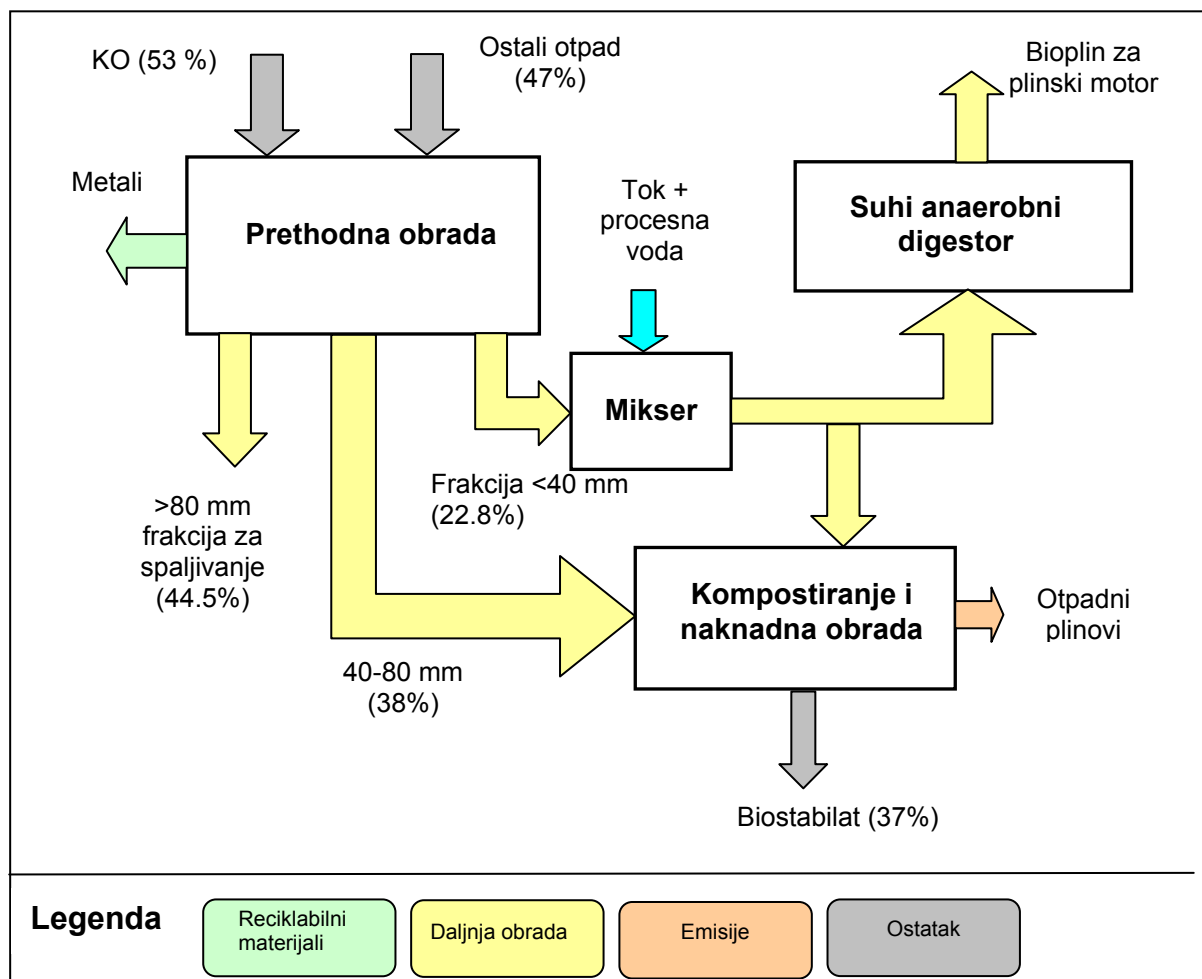 KO (53 %)
Ostali otpad
(47%)
Bioplin za
plinski motor
Metali
Prethodna obrada
Tok +
procesna
voda
Suhi anaerobni
digestor
Mikser
>80 mm
frakcija za
spaljivanje
(44.5%)
Frakcija <40 mm
(22.8%)
40-80 mm
(38%)
Kompostiranje i
naknadna obrada
Otpadni
plinovi
Biostabilat (37%)
Legenda
Reciklabilni
materijali
Daljnja obrada
Emisije
Ostatak